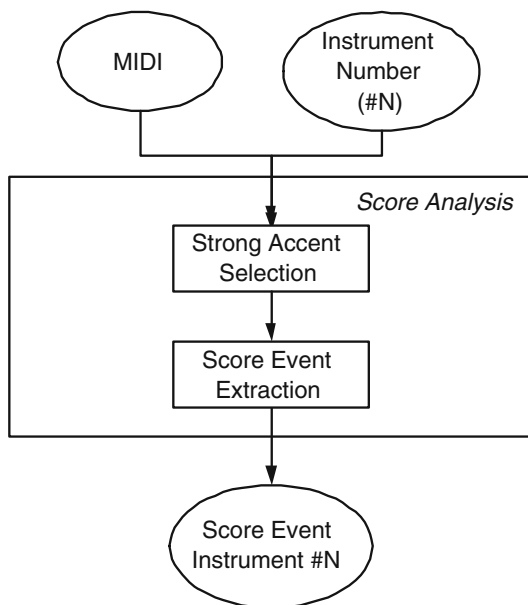 MIDI
Instrument
Number
(#N)
Score Analysis
Strong Accent
Selection
Score Event
Extraction
Score Event
Instrument #N